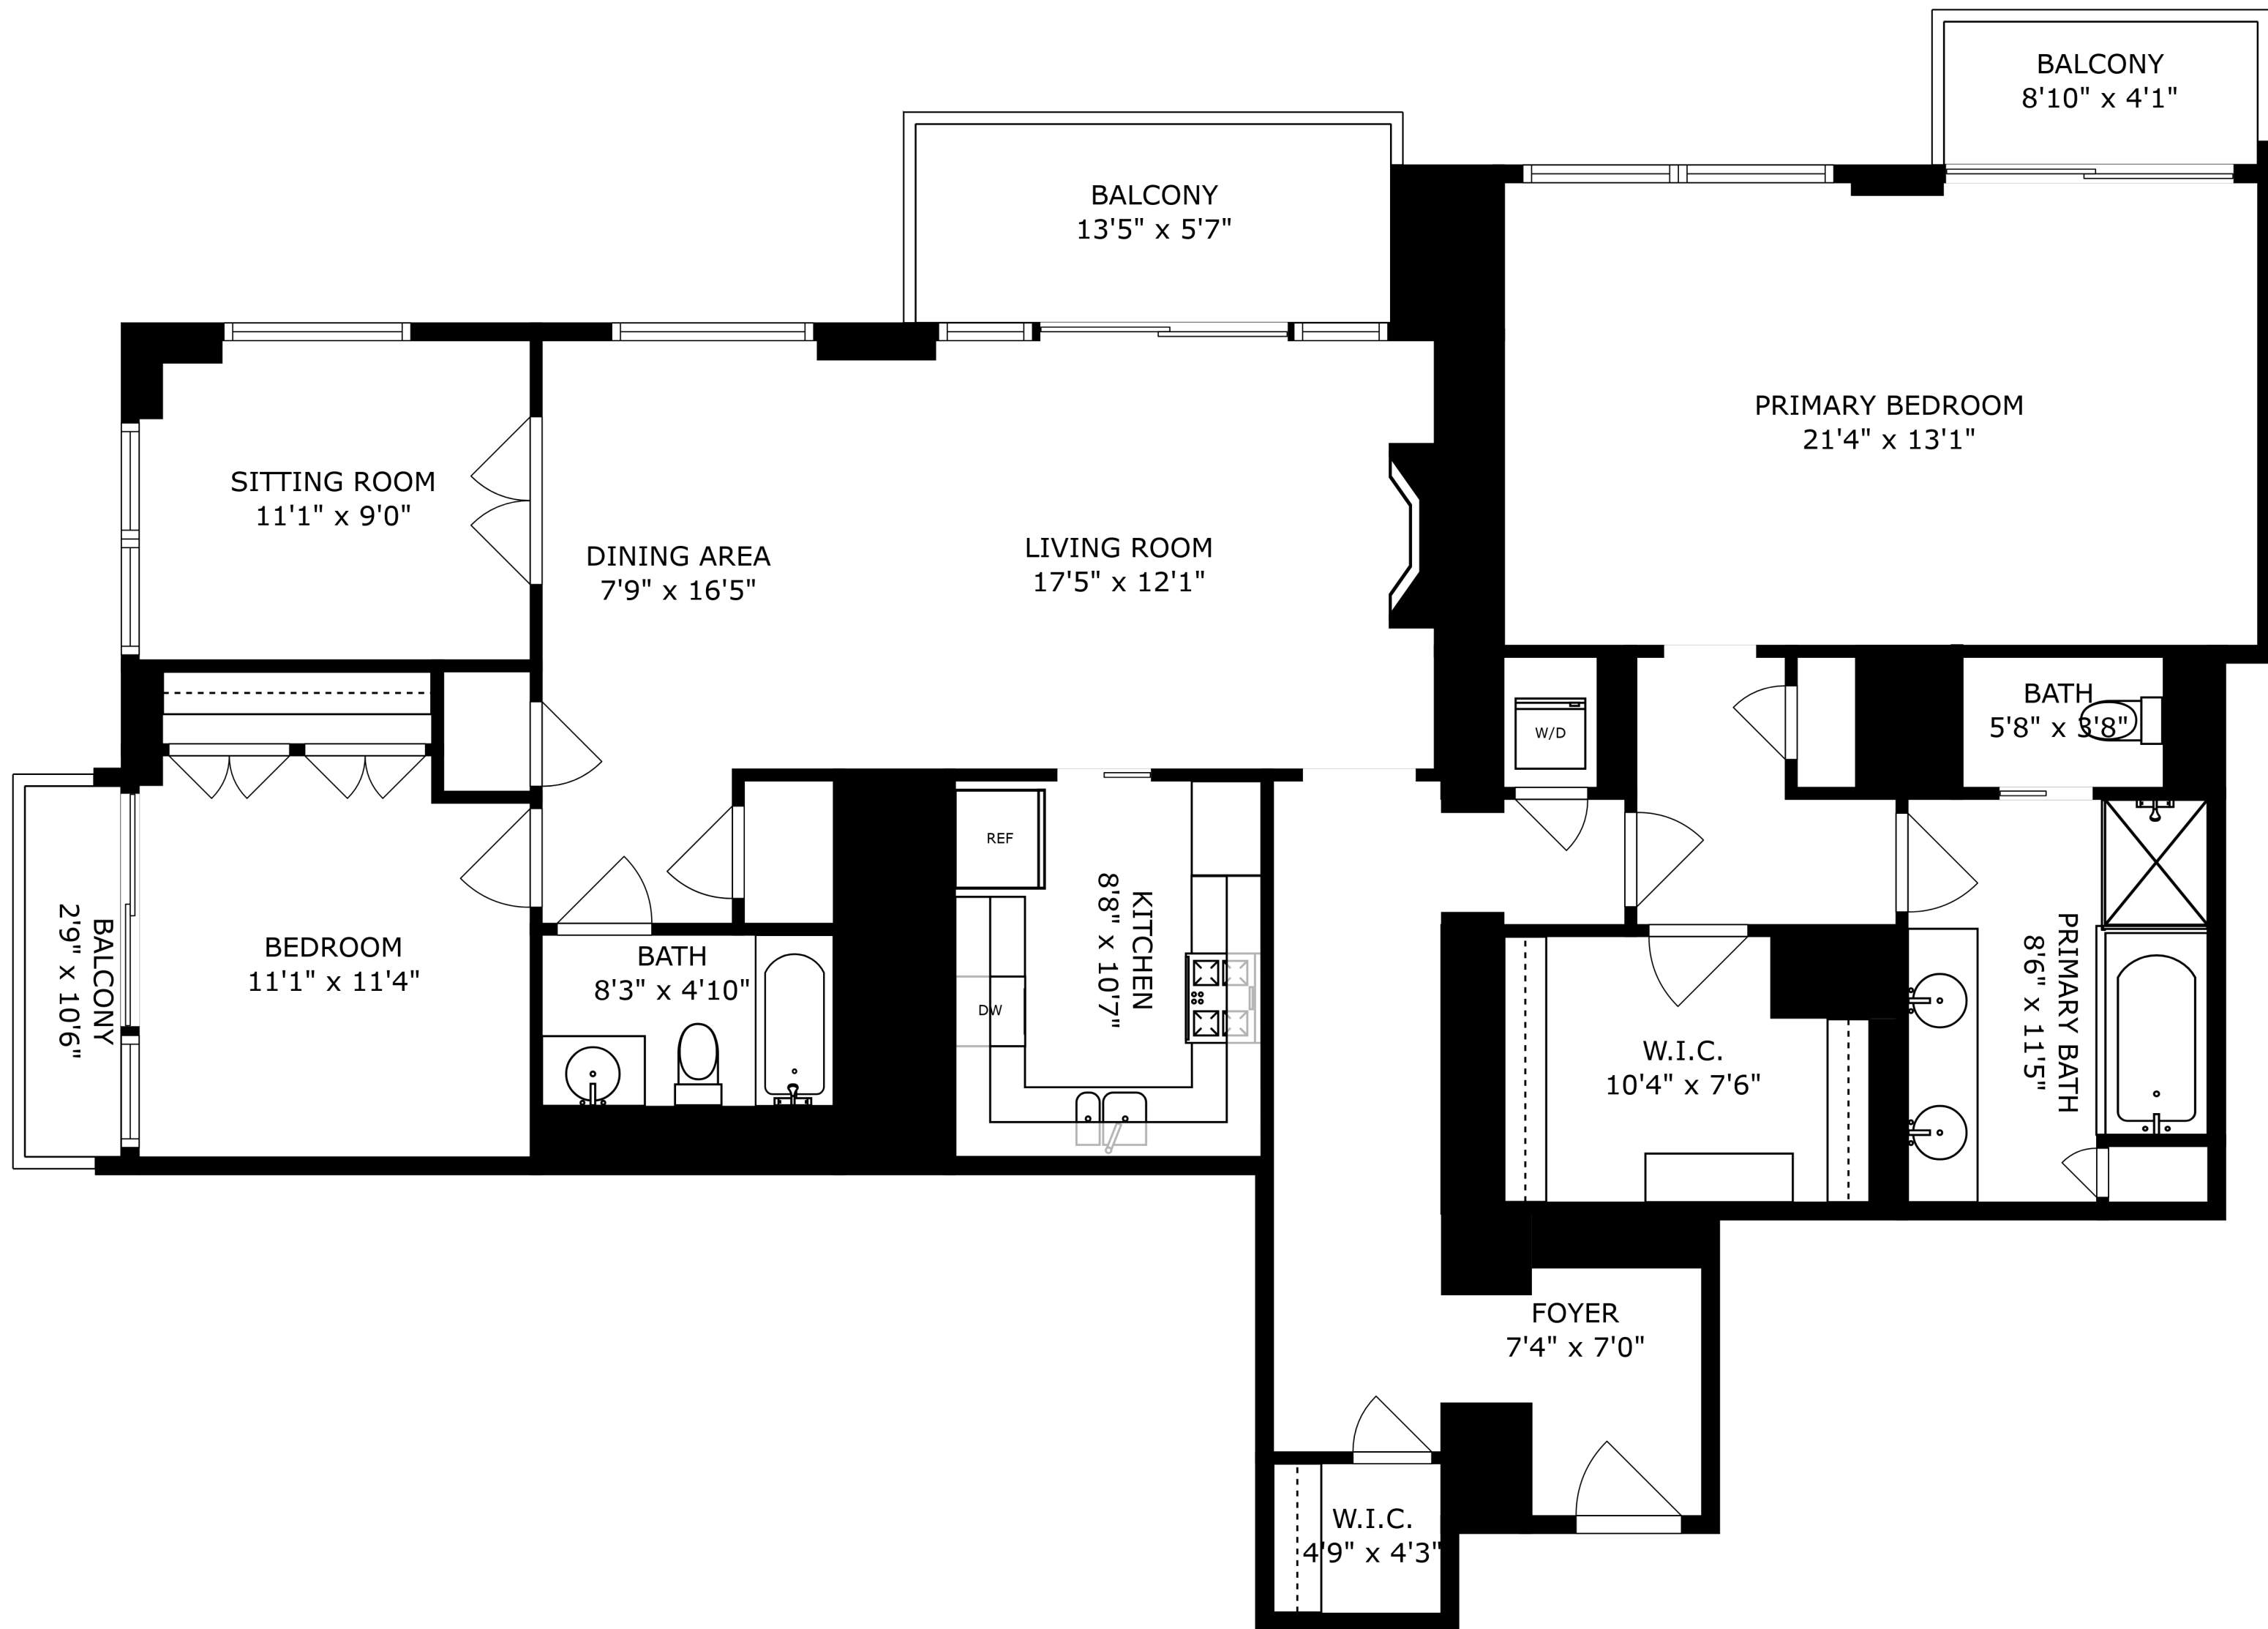 BALCONY
8'10" x 4'1"
BALCONY
13'5" x 5'7"
PRIMARY BEDROOM
21'4" x 13'1"
SITTING ROOM
11'1" x 9'0"
DINING AREA
7'9" x 16'5"
LIVING ROOM
17'5" x 12'1"
W/D
BATH
5'8" x 3'8"
REF
KITCHEN
8'8" x 10'7"
DW
BALCONY
2'9" x 10'6"
BEDROOM
11'1" x 11'4"
BATH
8'3" x 4'10"
W.I.C.
10'4" x 7'6"
PRIMARY BATH
8'6" x 11'5"
FOYER
7'4" x 7'0"
W.I.C.
4'9" x 4'3"